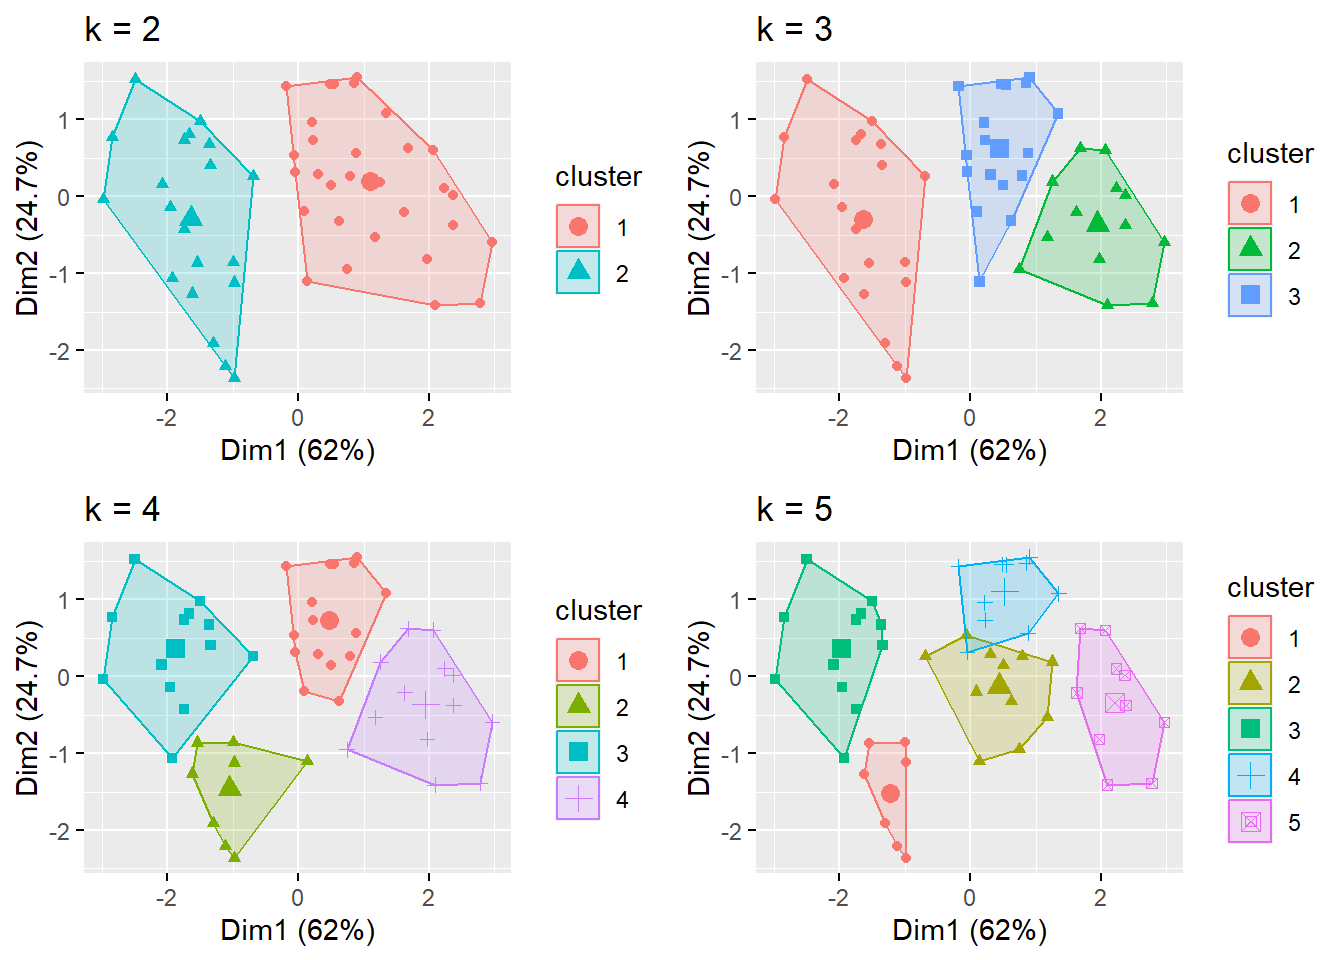 k = 2
1
0
-1
-2
Dim2 (24.7%)
-2
0
2
Dim1 (62%)
cluster
1
2
k = 3
1
0
-1
-2
Dim2 (24.7%)
-2
0
2
Dim1 (62%)
cluster
1
2
3
k = 4
1
0
-1
-2
Dim2 (24.7%)
-2
0
2
Dim1 (62%)
cluster
1
2
3
4
k = 5
1
0
-1
-2
Dim2 (24.7%)
-2
0
2
Dim1 (62%)
cluster
1
2
3
4
5